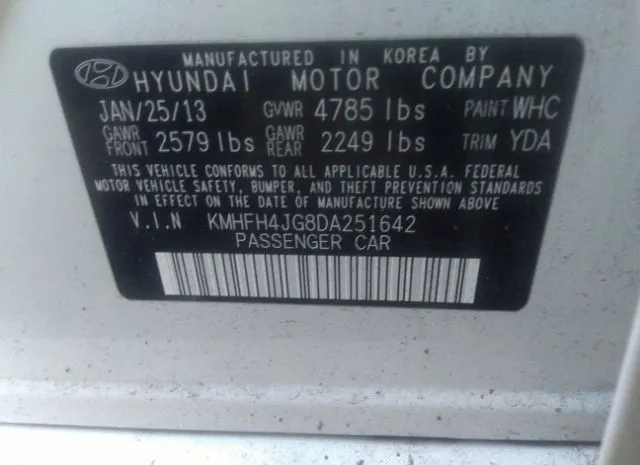 MANUFACTURED IN KOREA BY
HYUNDAI MOTOR COMPANY
JAN/25/13 GVWR 4785 lbs PAINT WHC
GAWR FRONT 2579 lbs GAWR REAR 2249 lbs TRIM YDA
THIS VEHICLE CONFORMS TO ALL APPLICABLE U.S.A. FEDERAL
MOTOR VEHICLE SAFETY, BUMPER, AND THEFT PREVENTION
STANDARDS IN EFFECT ON THE DATE OF MANUFACTURE SHOWN ABOVE.
V.I.N KMHFH4JG8DA251642
PASSENGER CAR